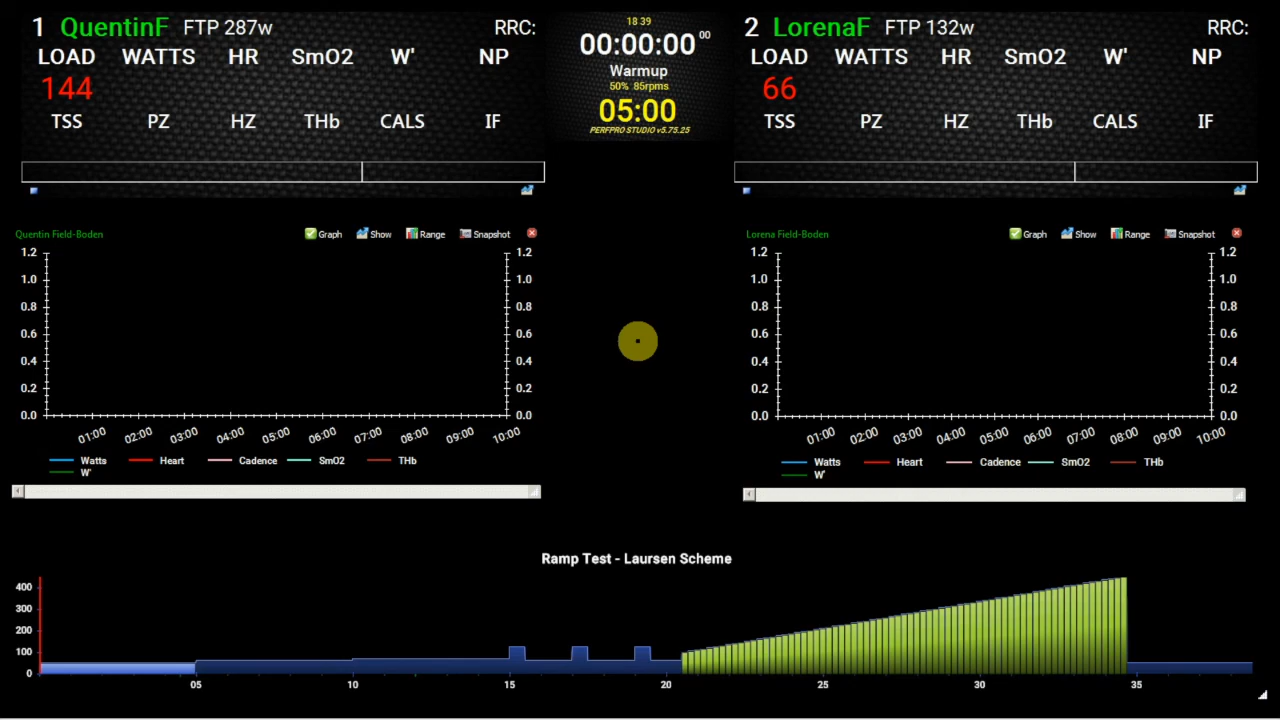 1 QuentinF FTP 287w RRC:
LOAD WATTS HR SmO2 W' NP
144
TSS PZ HZ THb CALS IF
18 39
00:00:00 00
Warmup
50% 85rpms
05:00
PERFPRO STUDIO v5.75.25
2 LorenaF FTP 132w RRC:
LOAD WATTS HR SmO2 W' NP
66
TSS PZ HZ THb CALS IF
Quentin Field-Boden Graph Show Range Snapshot
1.2 1.2
1.0 1.0
0.8 0.8
0.6 0.6
0.4 0.4
0.2 0.2
0.0 0.0
01:00 02:00 03:00 04:00 05:00 06:00 07:00 08:00 09:00 10:00
Watts Heart Cadence SmO2 THb
W'
Lorena Field-Boden Graph Show Range Snapshot
1.2 1.2
1.0 1.0
0.8 0.8
0.6 0.6
0.4 0.4
0.2 0.2
0.0 0.0
01:00 02:00 03:00 04:00 05:00 06:00 07:00 08:00 09:00 10:00
Watts Heart Cadence SmO2 THb
W'
Ramp Test - Laursen Scheme
400
300
200
100
0
05 10 15 20 25 30 35